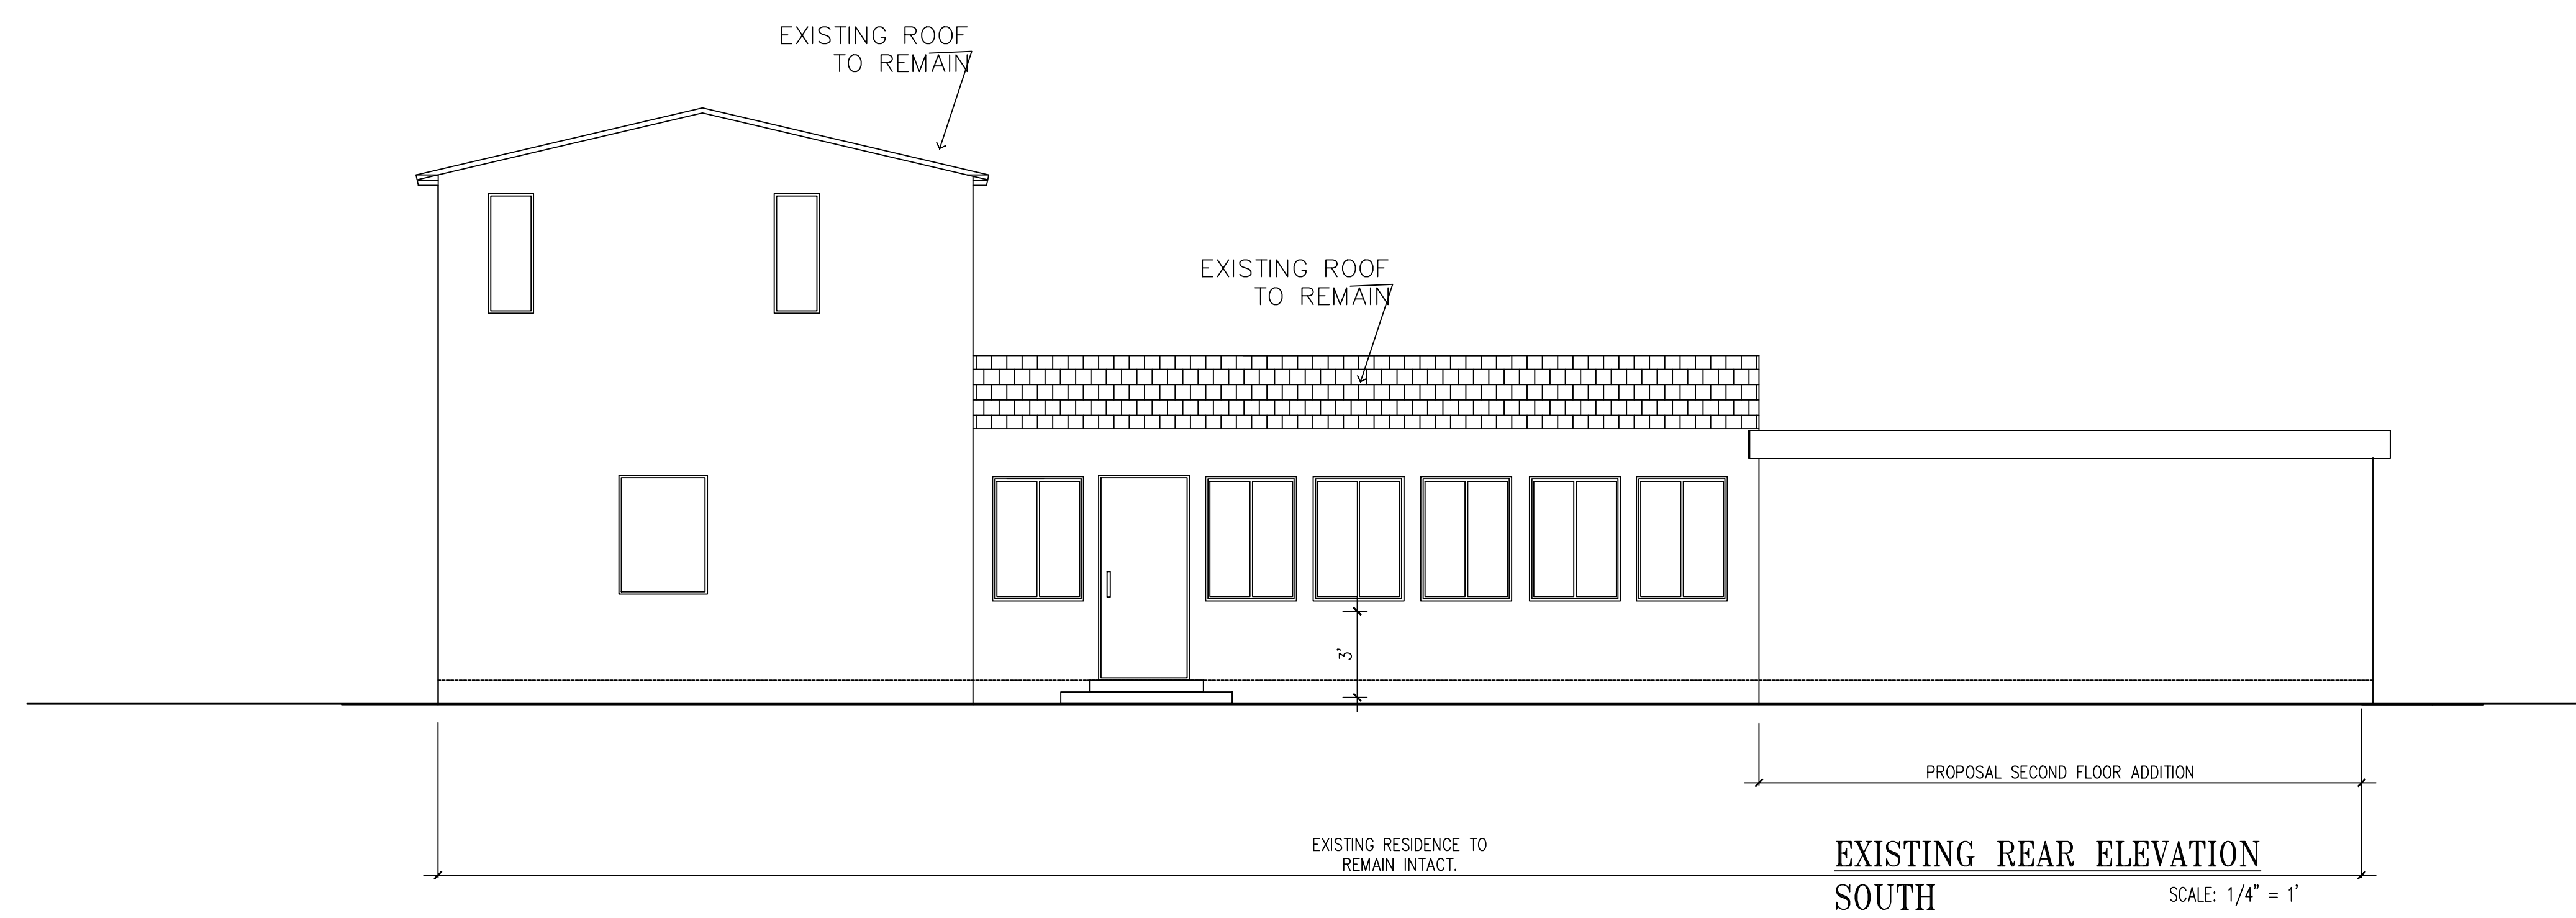 EXISTING ROOF
TO REMAIN
EXISTING ROOF
TO REMAIN
3'
PROPOSAL SECOND FLOOR ADDITION
EXISTING RESIDENCE TO
REMAIN INTACT.
EXISTING REAR ELEVATION
SOUTH
SCALE: 1/4" = 1'